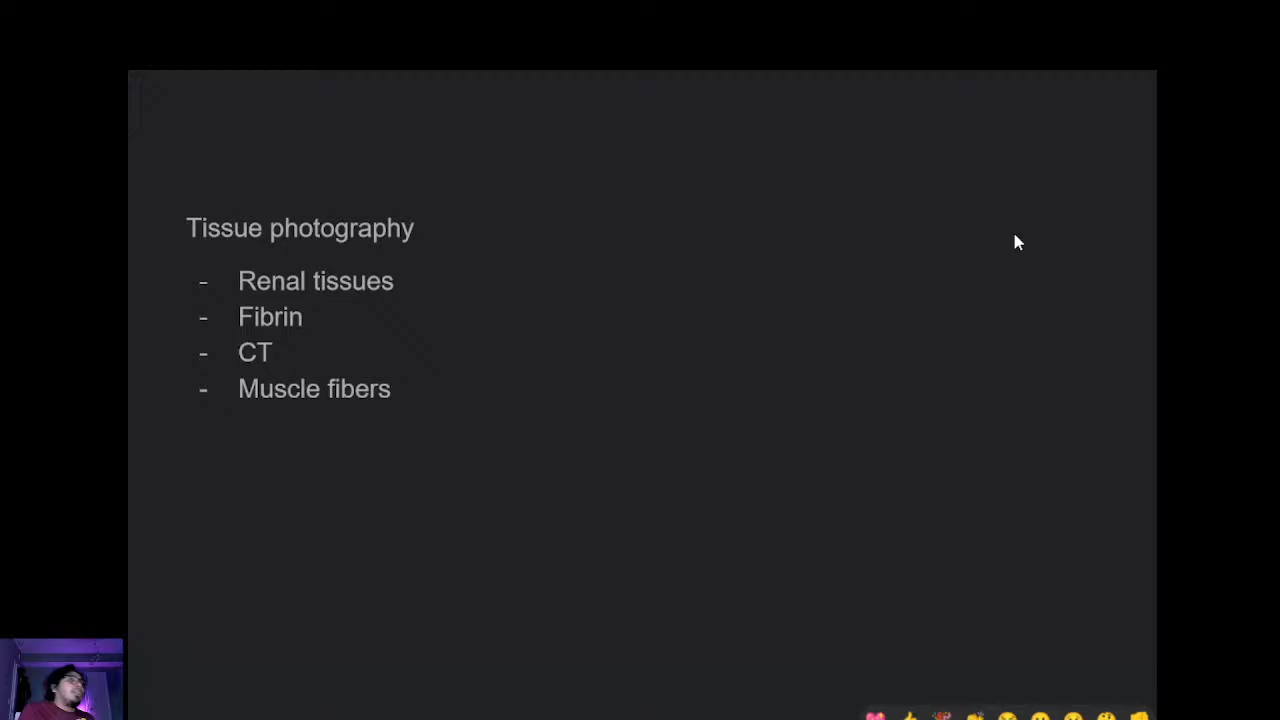 Tissue photography
- Renal tissues
- Fibrin
- CT
- Muscle fibers